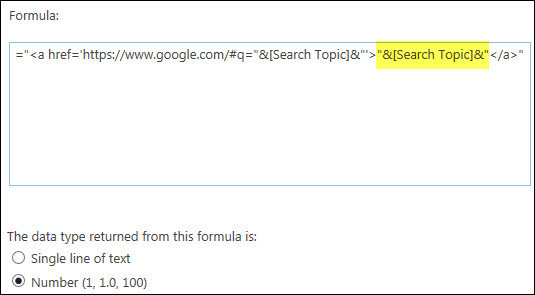 Formula:
="<a href='https://www.google.com/#q="&[Search Topic]&"'>"&[Search Topic]&"</a>"
The data type returned from this formula is:
Single line of text
Number (1, 1.0, 100)